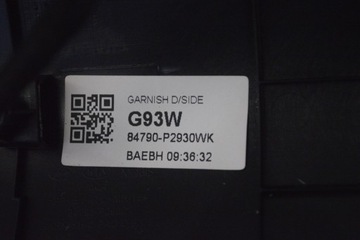 GARNISH D/SIDE
G93W
84790-P2930WK
BAEBH 09:36:32